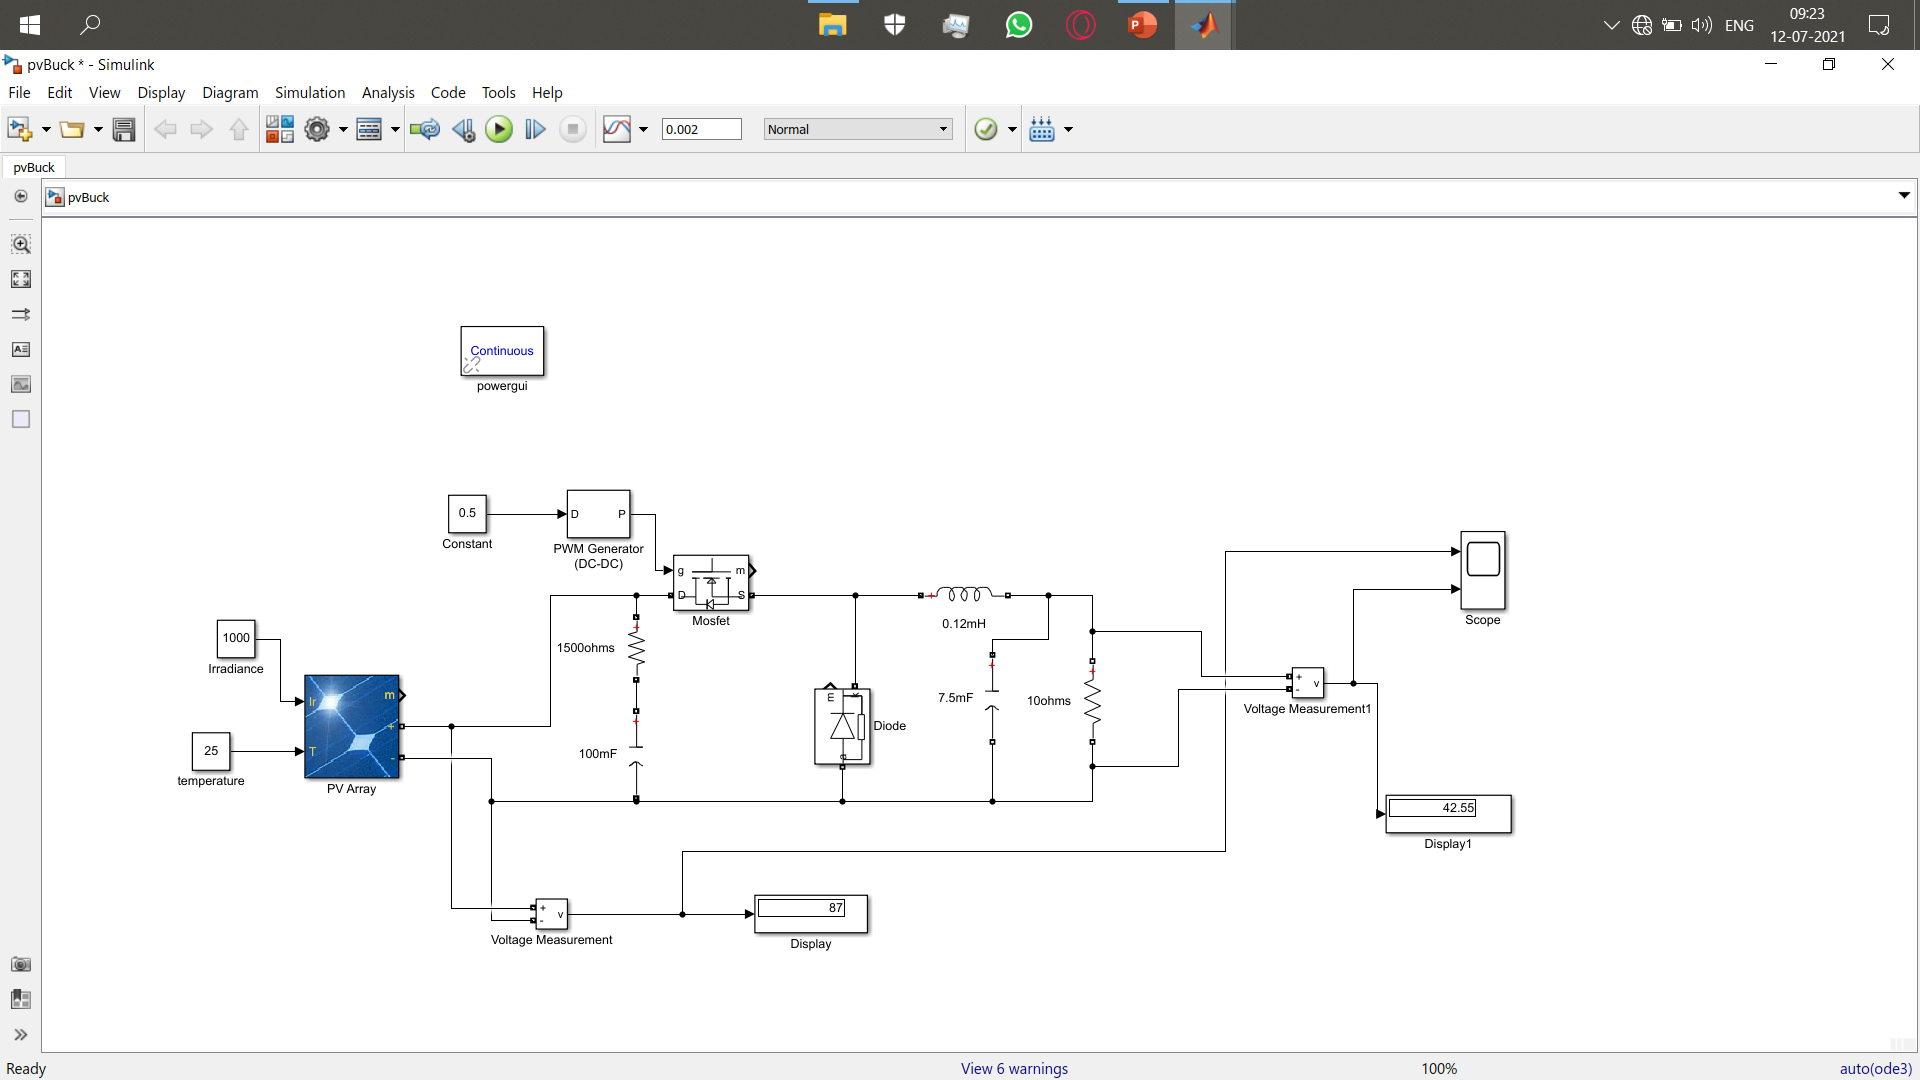 09:23
ENG
12-07-2021
pvBuck * - Simulink
File Edit View Display Diagram Simulation Analysis Code Tools Help
0.002
Normal
pvBuck
pvBuck
Continuous
powergui
0.5
Constant
D P
PWM Generator
(DC-DC)
g m
D S
Mosfet
0.12mH
Scope
1500ohms
1000
Irradiance
Ir
m
+
T
-
PV Array
25
temperature
100mF
m
k
a
Diode
7.5mF
10ohms
+
-
v
Voltage Measurement1
42.55
Display1
+
-
v
Voltage Measurement
87
Display
Ready
View 6 warnings
100%
auto(ode3)